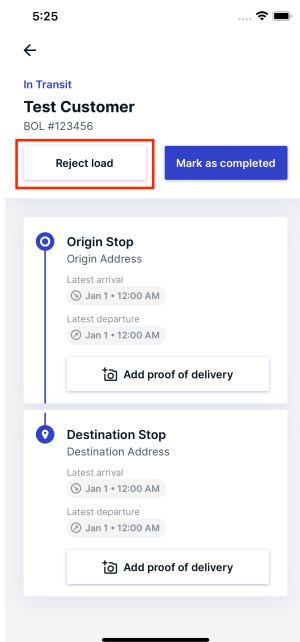 5:25
In Transit
Test Customer
BOL #123456
Reject load
Mark as completed
Origin Stop
Origin Address
Latest arrival
Jan 1 • 12:00 AM
Latest departure
Jan 1 • 12:00 AM
Add proof of delivery
Destination Stop
Destination Address
Latest arrival
Jan 1 • 12:00 AM
Latest departure
Jan 1 • 12:00 AM
Add proof of delivery